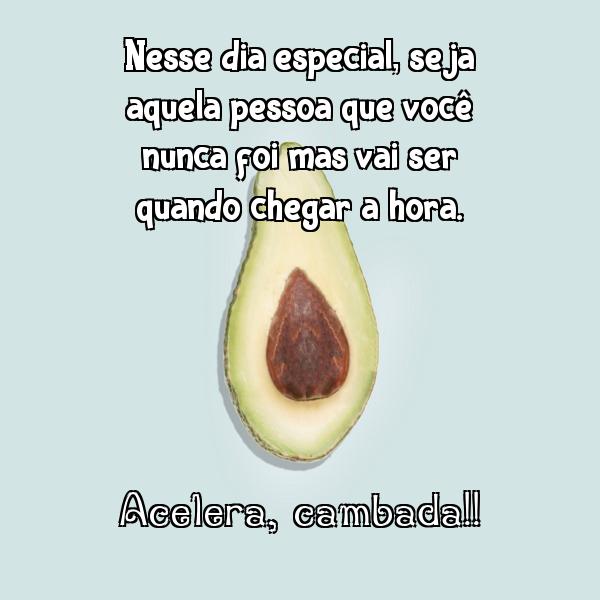 Nesse dia especial, seja
aquela pessoa que você
nunca foi mas vai ser
quando chegar a hora.
Acelera, cambada!!